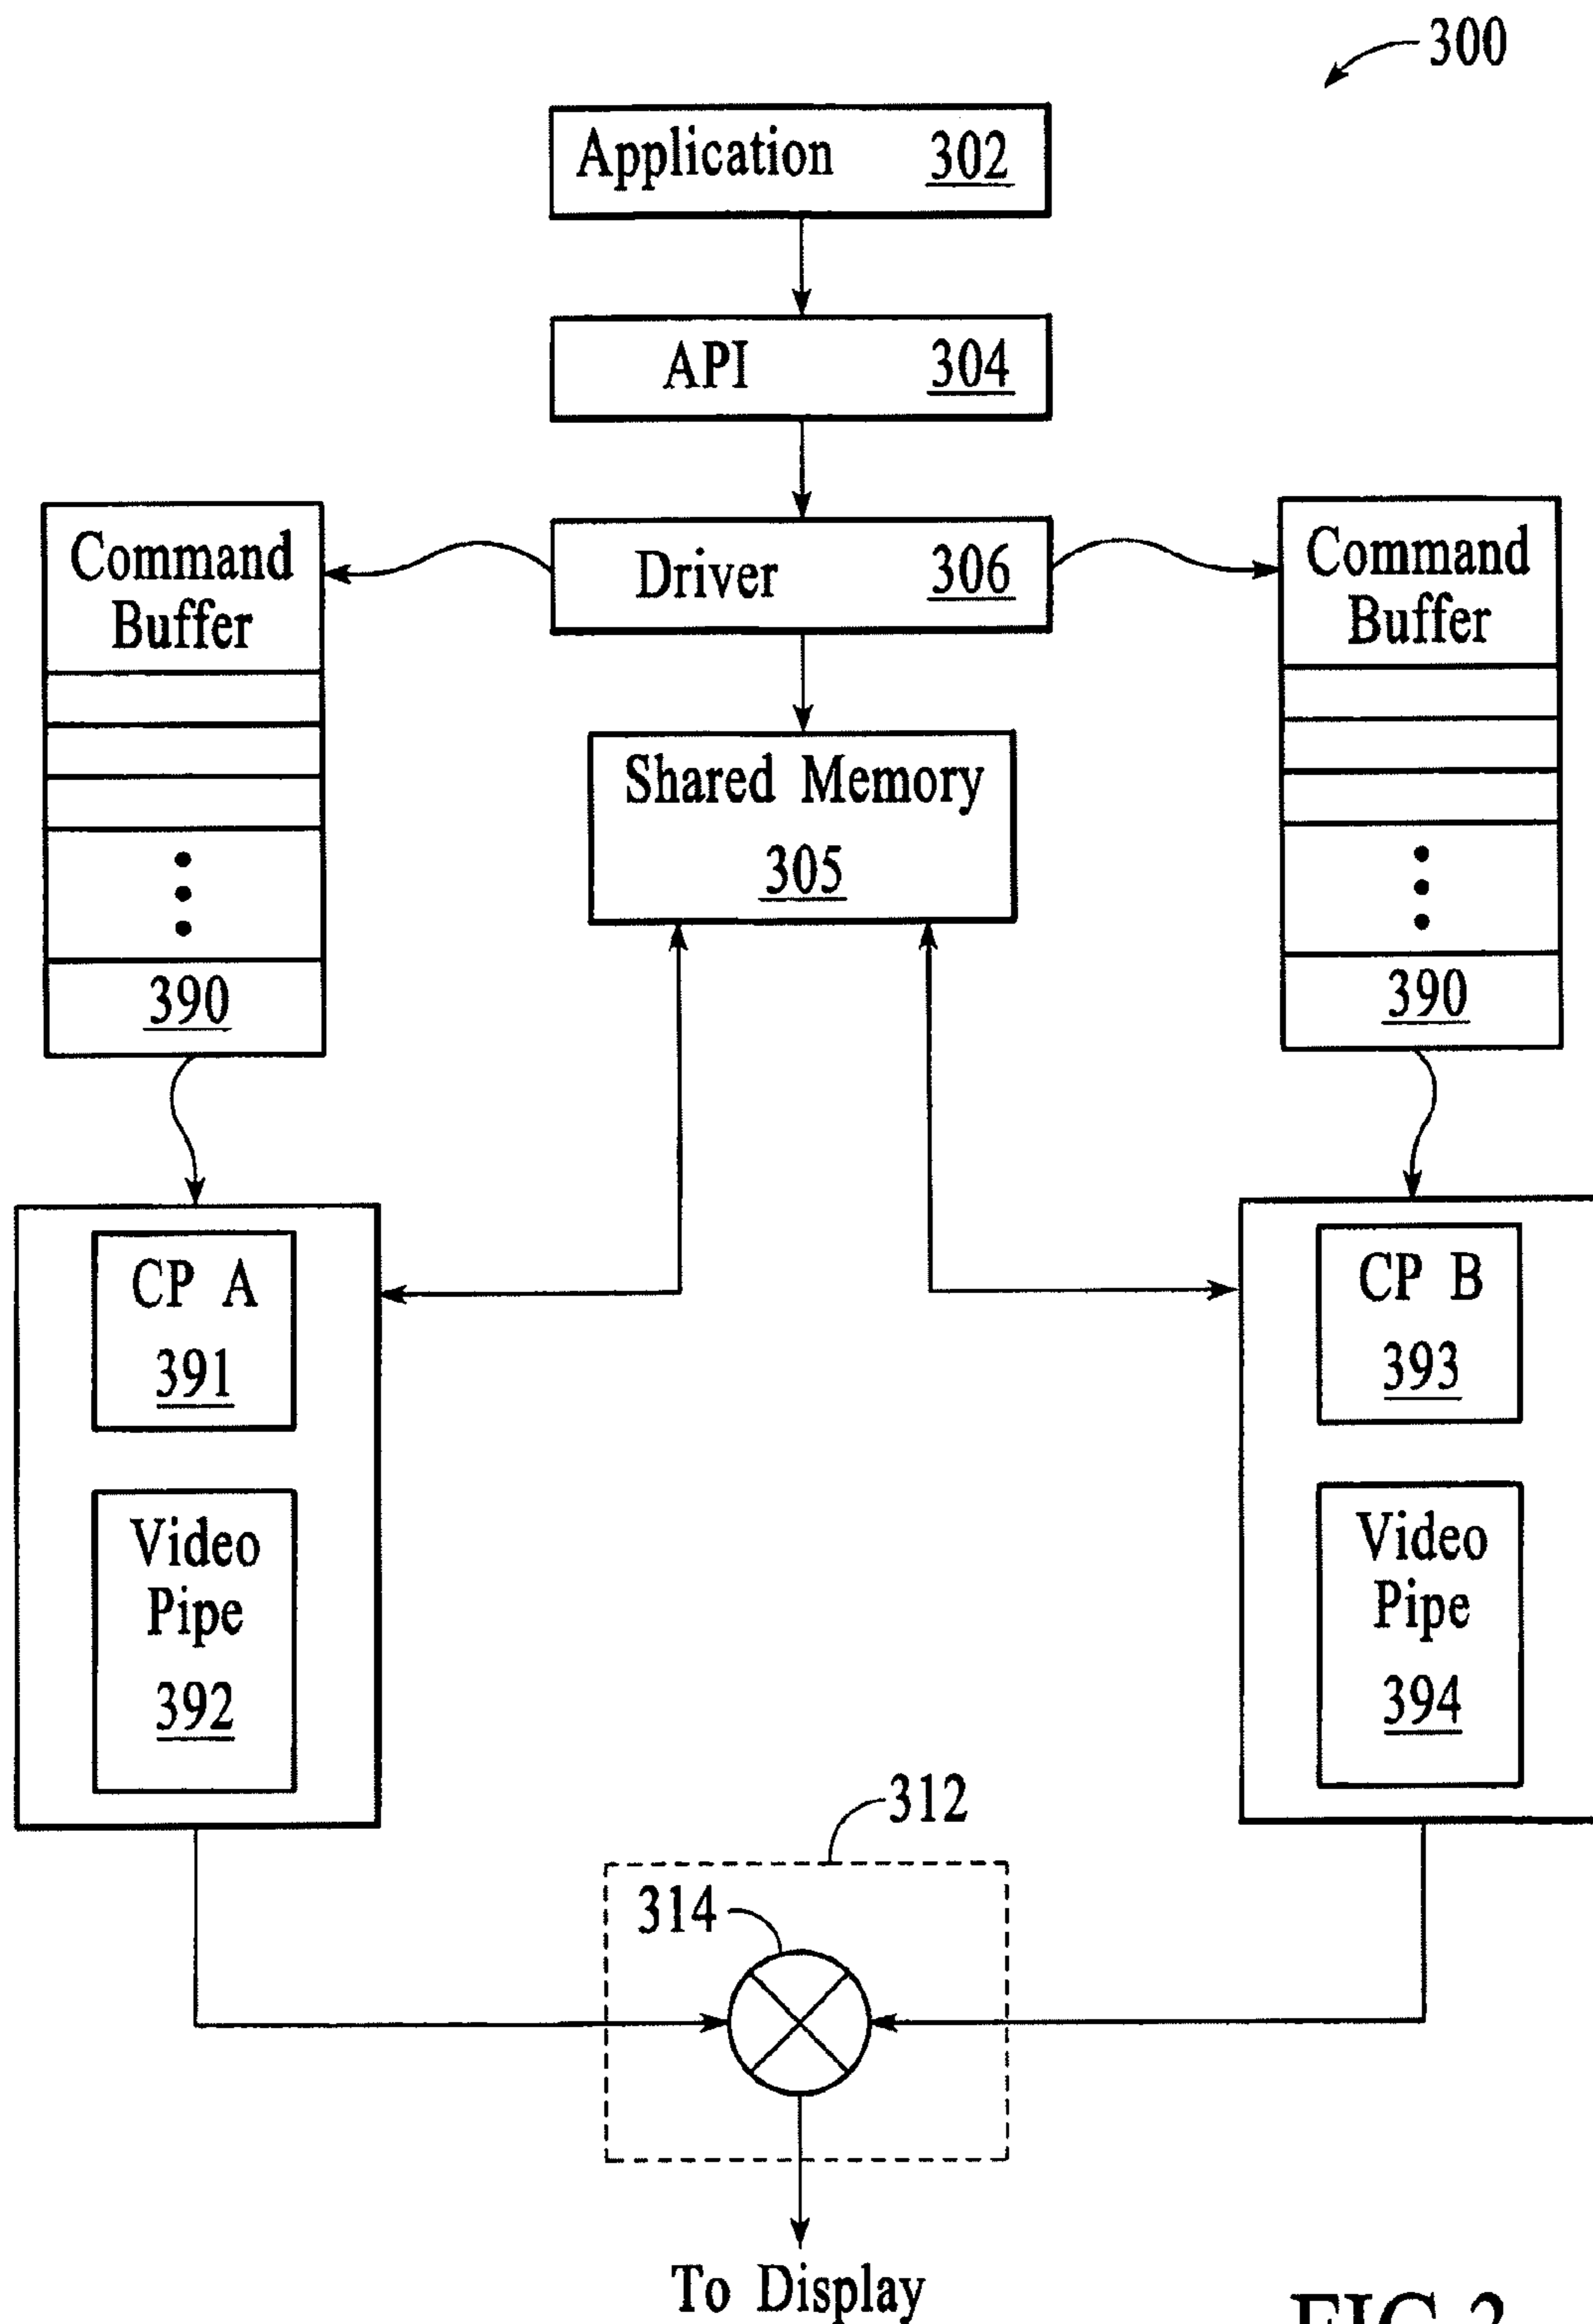 300
Application 302
API 304
Driver 306
Command
Buffer
390
Command
Buffer
390
Shared Memory
305
CP A
391
Video
Pipe
392
CP B
393
Video
Pipe
394
312
314
To Display